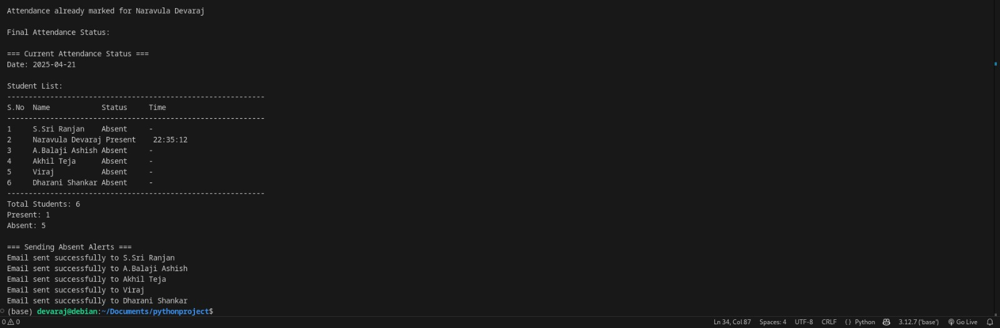 Attendance already marked for Naravula Devaraj
Final Attendance Status:
=== Current Attendance Status ===
Date: 2025-04-21
Student List:
------------------------------------------------------------
S.No  Name            Status     Time
------------------------------------------------------------
1     S.Sri Ranjan    Absent     -
2     Naravula Devaraj Present    22:35:12
3     A.Balaji Ashish Absent     -
4     Akhil Teja      Absent     -
5     Viraj           Absent     -
6     Dharani Shankar Absent     -
------------------------------------------------------------
Total Students: 6
Present: 1
Absent: 5
=== Sending Absent Alerts ===
Email sent successfully to S.Sri Ranjan
Email sent successfully to A.Balaji Ashish
Email sent successfully to Akhil Teja
Email sent successfully to Viraj
Email sent successfully to Dharani Shankar
(base) devaraj@debian:~/Documents/pythonproject$
0 0 Ln 34, Col 87 Spaces: 4 UTF-8 CRLF {} Python 3.12.7 ('base') Go Live